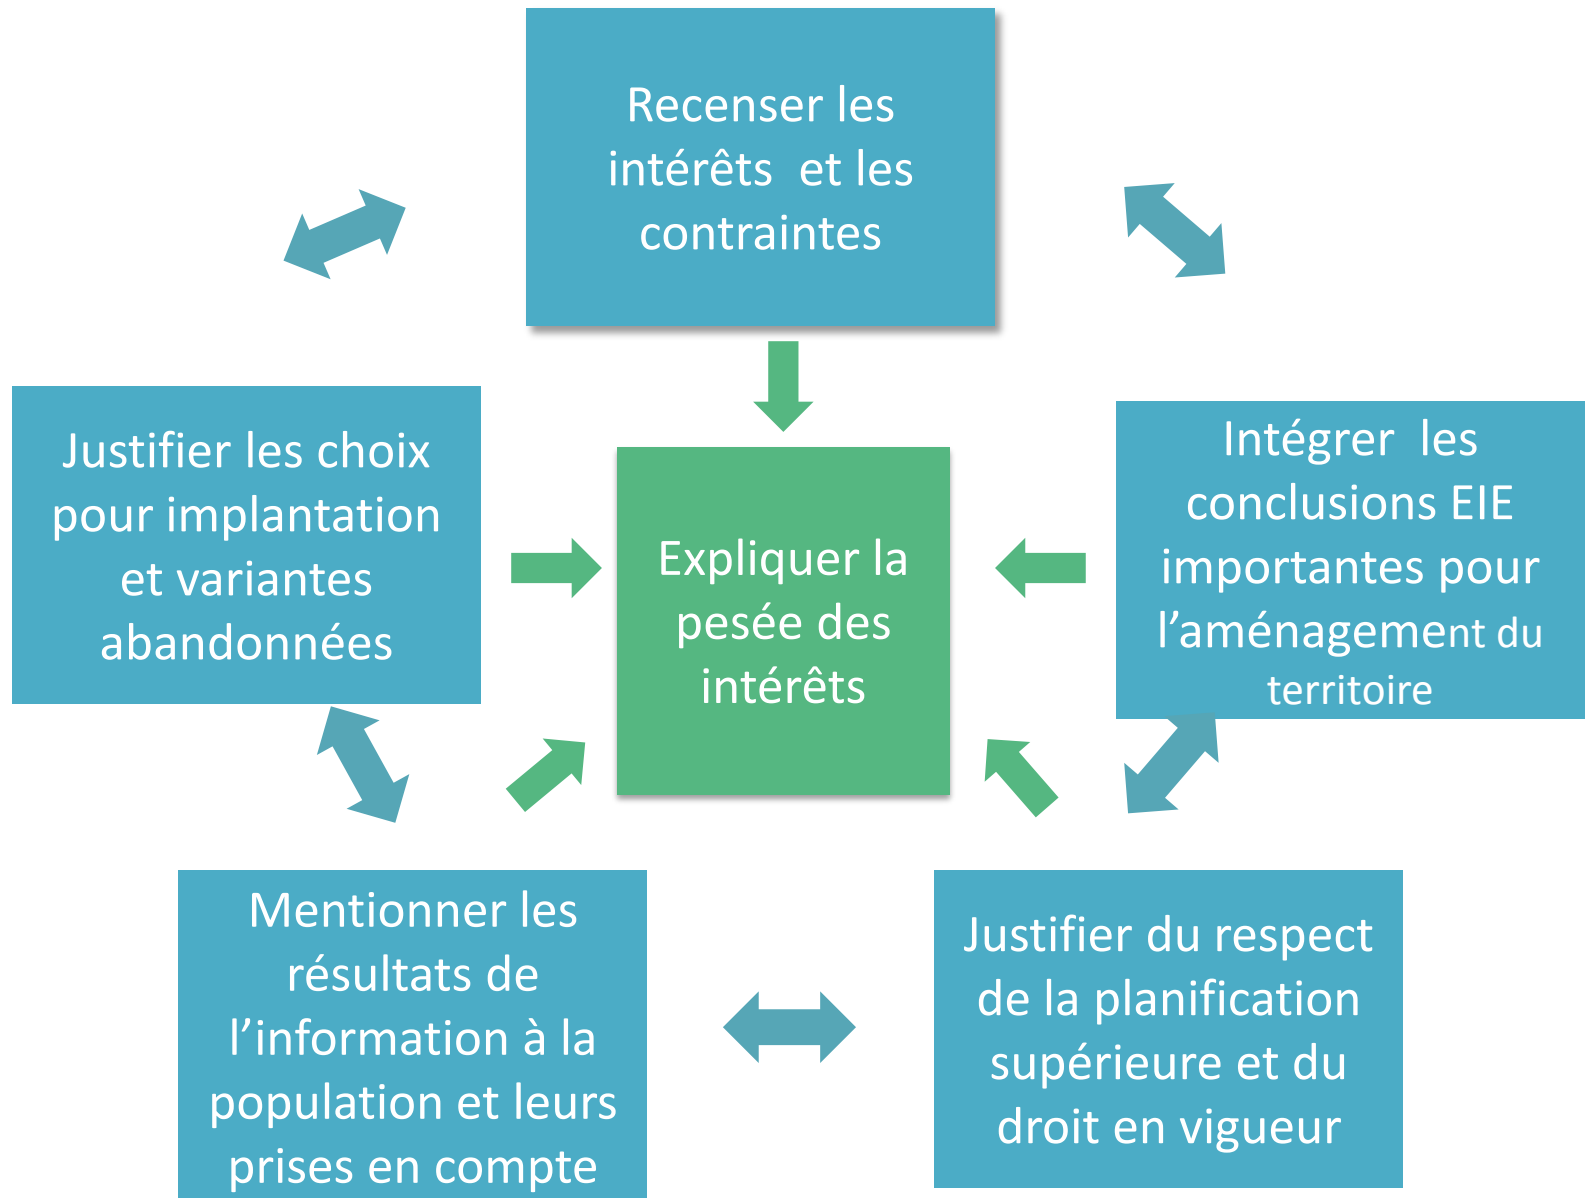 Recenser les
intérêts  et les
contraintes
Justifier les choix
pour implantation
et variantes
abandonnées
Expliquer la
pesée des
intérêts
Intégrer  les
conclusions EIE
importantes pour
l’aménagement du
territoire
Mentionner les
résultats de
l’information à la
population et leurs
prises en compte
Justifier du respect
de la planification
supérieure et du
droit en vigueur